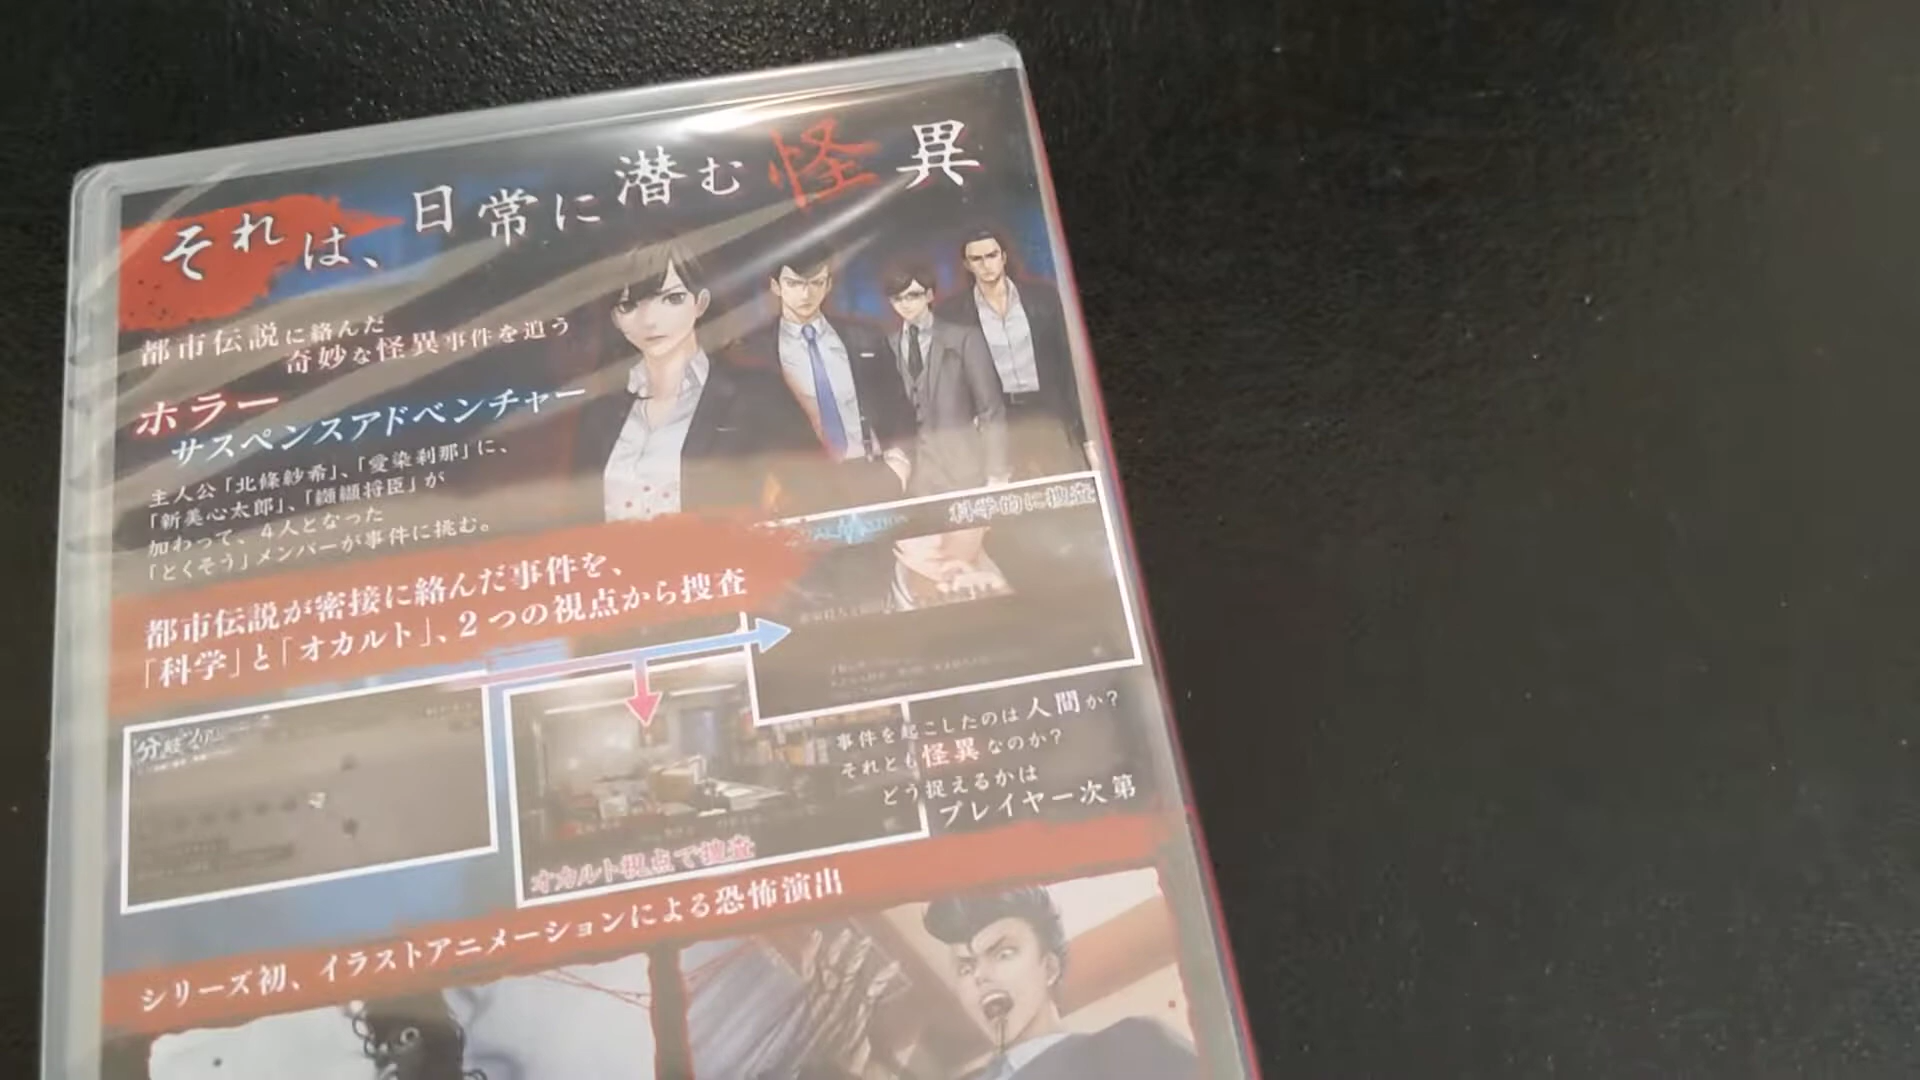 それは、日常に潜む怪異
都市伝説に絡んだ
奇妙な怪異事件を追う
ホラー
サスペンスアドベンチャー
主人公「北條紗希」、「愛染刹那」に、
「新美心太郎」、「纐纈将臣」が
加わって、4人となった
「とくそう」メンバーが事件に挑む。
都市伝説が密接に絡んだ事件を、
「科学」と「オカルト」、2つの視点から捜査
科学的に捜査
オカルト視点で捜査
事件を起こしたのは人間か?
それとも怪異なのか?
どう捉えるかは
プレイヤー次第
シリーズ初、イラストアニメーションによる恐怖演出